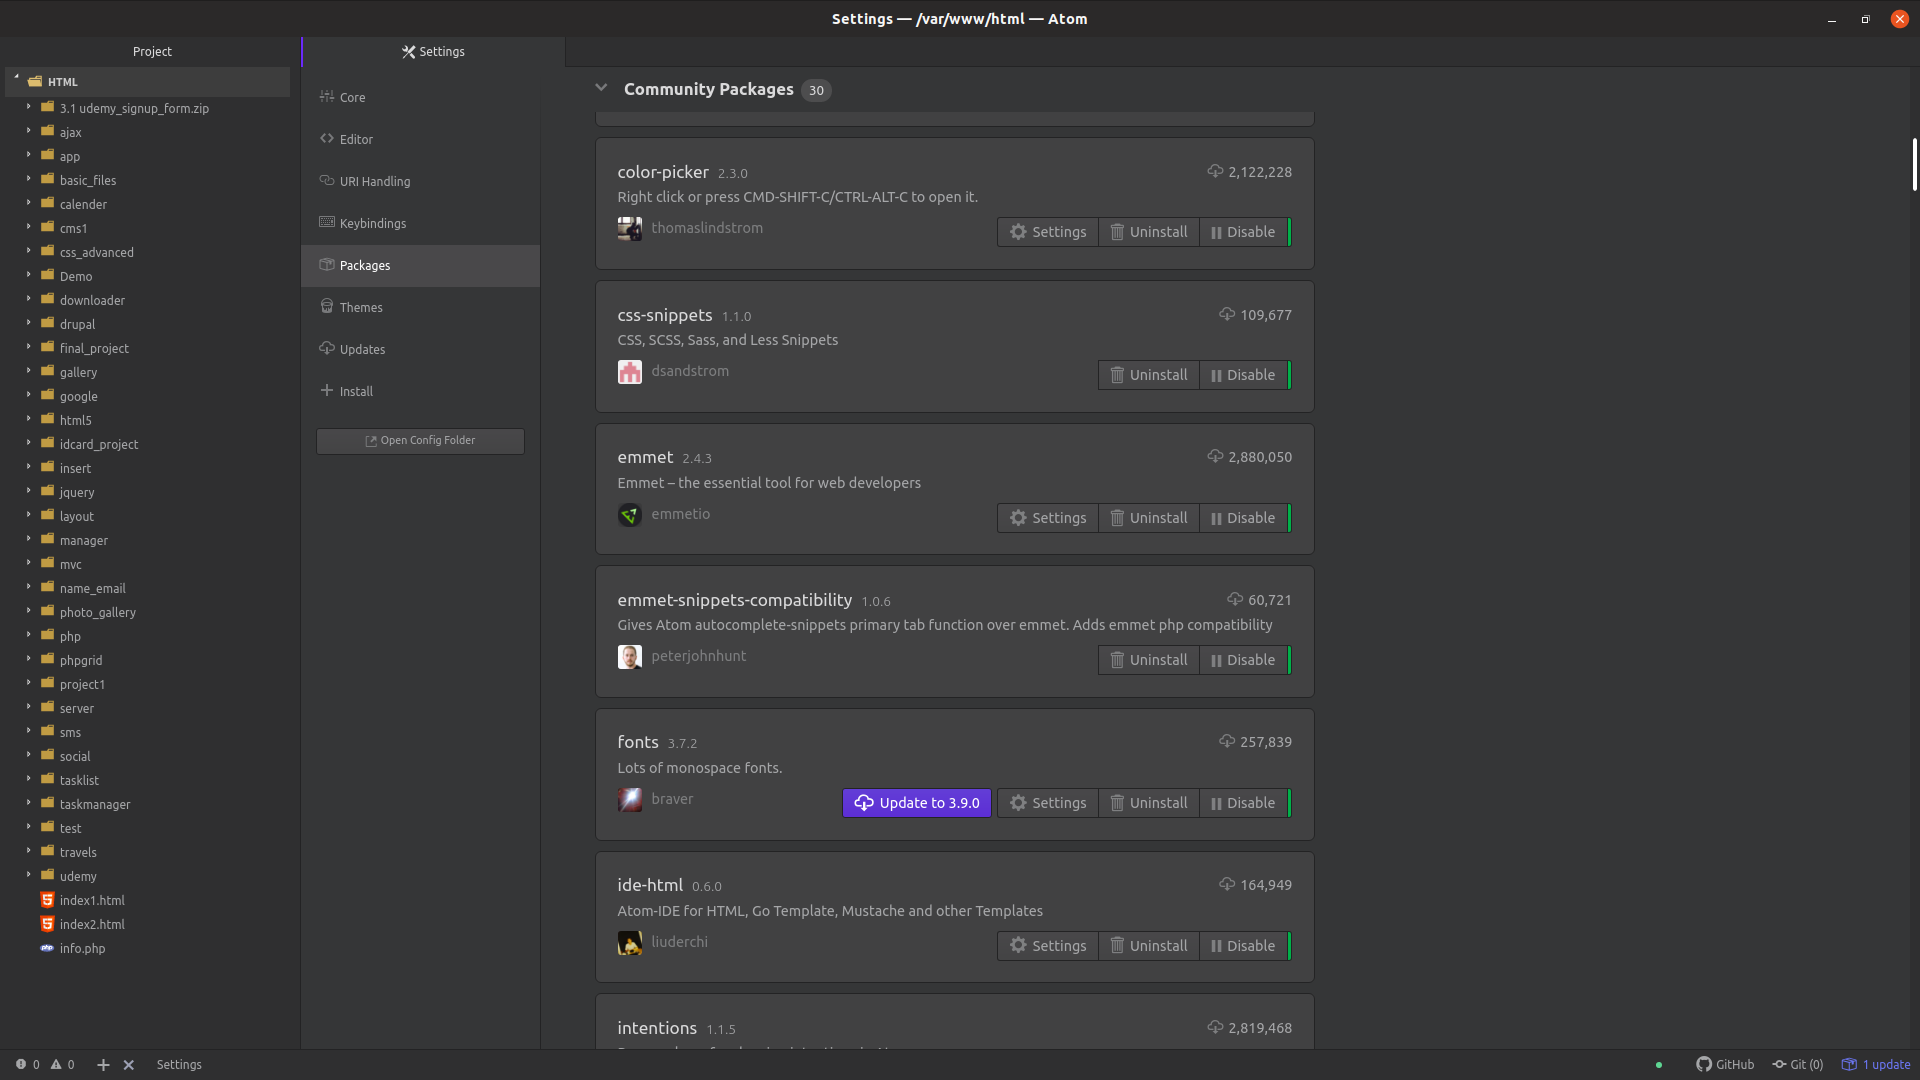 Settings — /var/www/html — Atom
Project
HTML
3.1 udemy_signup_form.zip
ajax
app
basic_files
calender
cms1
css_advanced
Demo
downloader
drupal
final_project
gallery
google
html5
idcard_project
insert
jquery
layout
manager
mvc
name_email
photo_gallery
php
phpgrid
project1
server
sms
social
tasklist
taskmanager
test
travels
udemy
index1.html
index2.html
info.php
Settings
Core
Editor
URI Handling
Keybindings
Packages
Themes
Updates
Install
Open Config Folder
Community Packages 30
color-picker 2.3.0 2,122,228
Right click or press CMD-SHIFT-C/CTRL-ALT-C to open it.
thomaslindstrom Settings Uninstall Disable
css-snippets 1.1.0 109,677
CSS, SCSS, Sass, and Less Snippets
dsandstrom Uninstall Disable
emmet 2.4.3 2,880,050
Emmet – the essential tool for web developers
emmetio Settings Uninstall Disable
emmet-snippets-compatibility 1.0.6 60,721
Gives Atom autocomplete-snippets primary tab function over emmet. Adds emmet php compatibility
peterjohnhunt Uninstall Disable
fonts 3.7.2 257,839
Lots of monospace fonts.
braver Update to 3.9.0 Settings Uninstall Disable
ide-html 0.6.0 164,949
Atom-IDE for HTML, Go Template, Mustache and other Templates
liuderchi Settings Uninstall Disable
intentions 1.1.5 2,819,468
0 0 Settings GitHub Git (0) 1 update